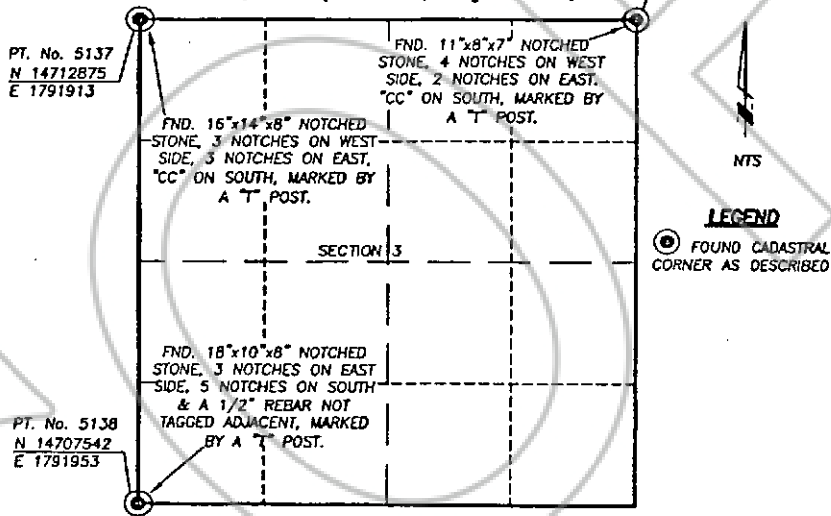 PT. No. 5137
N 14712875
E 1791913
FND. 11"x8"x7" NOTCHED
STONE, 4 NOTCHES ON WEST
SIDE, 2 NOTCHES ON EAST.
"CC" ON SOUTH, MARKED BY
A "T" POST.
FND. 16"x14"x8" NOTCHED
STONE, 3 NOTCHES ON WEST
SIDE, 3 NOTCHES ON EAST.
"CC" ON SOUTH, MARKED BY
A "T" POST.
NTS
LEGEND
FOUND CADASTRAL
CORNER AS DESCRIBED
SECTION 3
FND. 18"x10"x8" NOTCHED
STONE, 3 NOTCHES ON EAST
SIDE, 5 NOTCHES ON SOUTH
& A 1/2" REBAR NOT
TAGGED ADJACENT, MARKED
BY A "T" POST.
PT. No. 5138
N 14707542
E 1791953